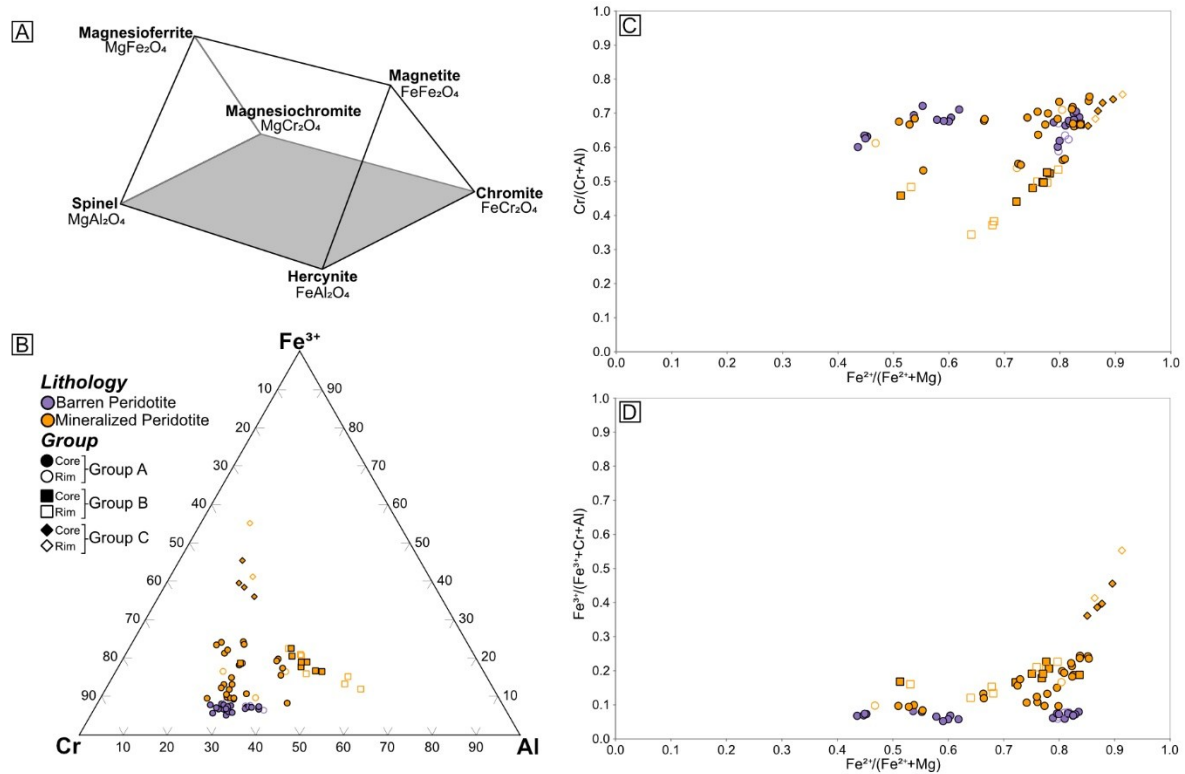 A
Magnesioferrite
MgFe₂O₄
Magnetite
FeFe₂O₄
Magnesiochromite
MgCr₂O₄
Spinel
MgAl₂O₄
Chromite
FeCr₂O₄
Hercynite
FeAl₂O₄
B
Fe³⁺
Lithology
Barren Peridotite
Mineralized Peridotite
Group
Core
Rim
Group A
Core
Rim
Group B
Core
Rim
Group C
10
20
30
40
50
60
70
80
90
90
80
70
60
50
40
30
20
10
Cr
10
20
30
40
50
60
70
80
90
Al
C
Cr/(Cr+Al)
1.0
0.9
0.8
0.7
0.6
0.5
0.4
0.3
0.2
0.1
0.0
0.0 0.1 0.2 0.3 0.4 0.5 0.6 0.7 0.8 0.9 1.0
Fe²⁺/(Fe²⁺+Mg)
D
Fe³⁺/(Fe³⁺+Cr+Al)
1.0
0.9
0.8
0.7
0.6
0.5
0.4
0.3
0.2
0.1
0.0
0.0 0.1 0.2 0.3 0.4 0.5 0.6 0.7 0.8 0.9 1.0
Fe²⁺/(Fe²⁺+Mg)